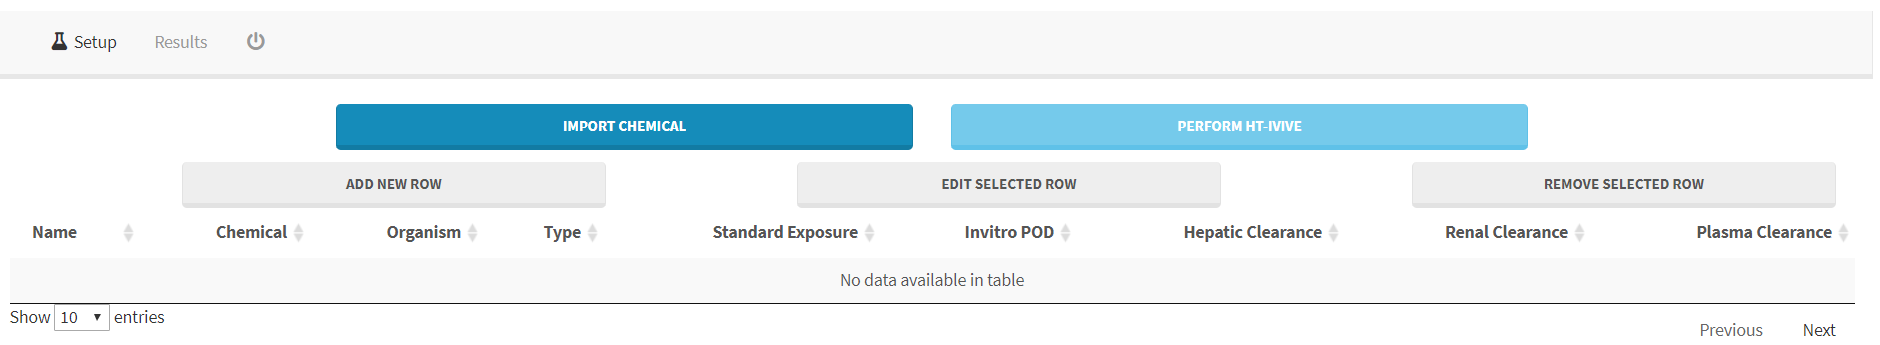 Setup Results
IMPORT CHEMICAL PERFORM HT-IVIVE
ADD NEW ROW EDIT SELECTED ROW REMOVE SELECTED ROW
Name Chemical Organism Type Standard Exposure Invitro POD Hepatic Clearance Renal Clearance Plasma Clearance
No data available in table
Show 10 entries
Previous Next